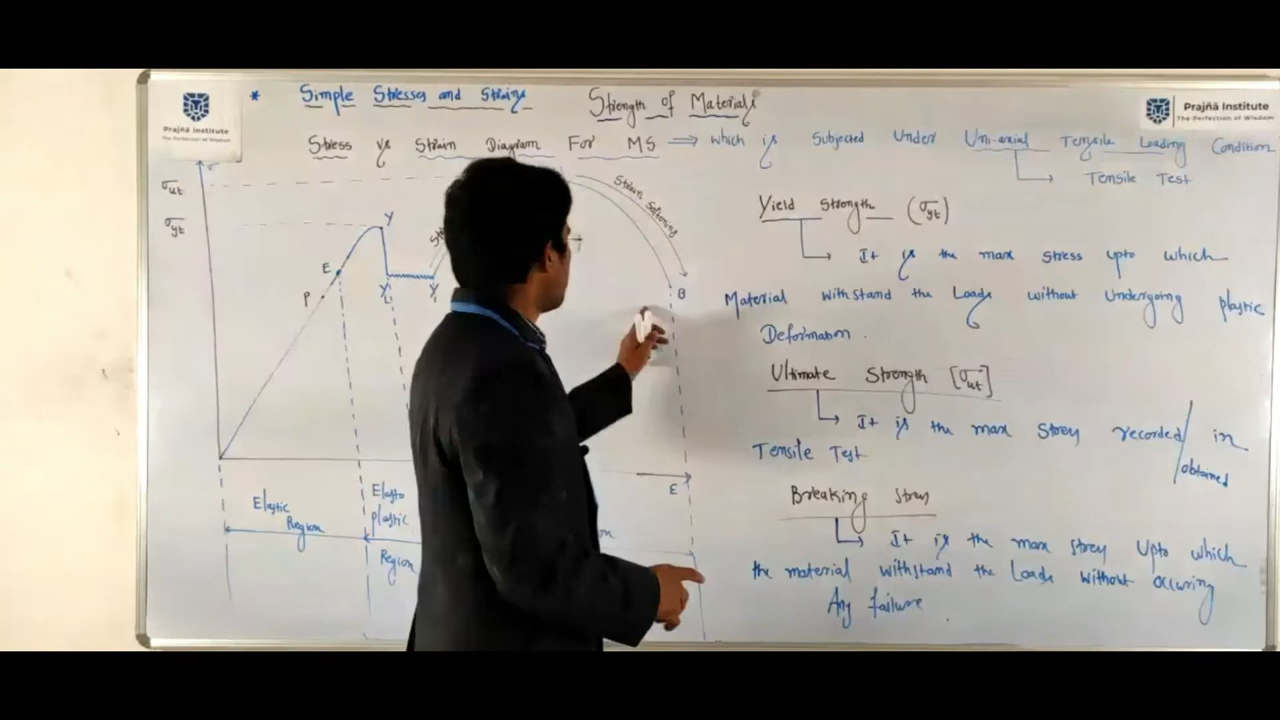 * Simple Stresses and Strains
Strength of Materials
Prajñā Institute
The Perfection of Wisdom
Prajñā Institute
The Perfection of Wisdom
Stress vs Strain Diagram For MS ⇒ which is Subjected Under Uni-axial Tensile Loading Condition
Tensile Test
σut
σyt
Y
E
P
B
Strain Softening
ε
Elastic
Region
Elasto
plastic
Region
Yield Strength (σyt)
It is the max stress upto which
Material withstand the Loads without Undergoing plastic
Deformation.
Ultimate Strength [σut]
It is the max Stress recorded/obtained in
Tensile Test
Breaking Stress
It is the max stress Upto which
the material withstand the Loads without occuring
Any failure.